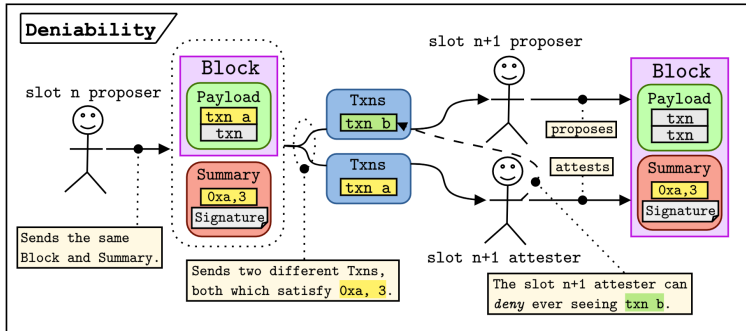 Deniability
slot n proposer
Block
Payload
txn a
txn
Summary
0xa,3
Signature
Sends the same
Block and Summary.
Txns
txn b
Txns
txn a
Sends two different Txns,
both which satisfy 0xa, 3.
slot n+1 proposer
proposes
attests
slot n+1 attester
The slot n+1 attester can
deny ever seeing txn b.
Block
Payload
txn
txn
Summary
0xa,3
Signature